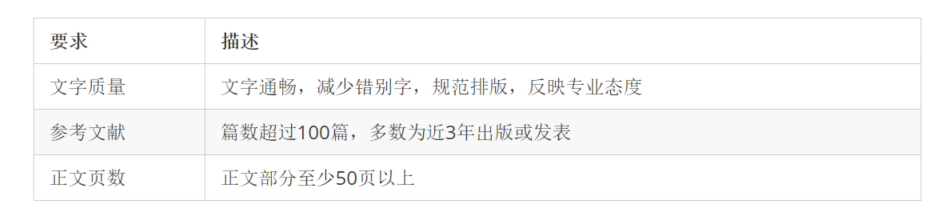 要求 描述
文字质量 文字通畅，减少错别字，规范排版，反映专业态度
参考文献 篇数超过100篇，多数为近3年出版或发表
正文页数 正文部分至少50页以上